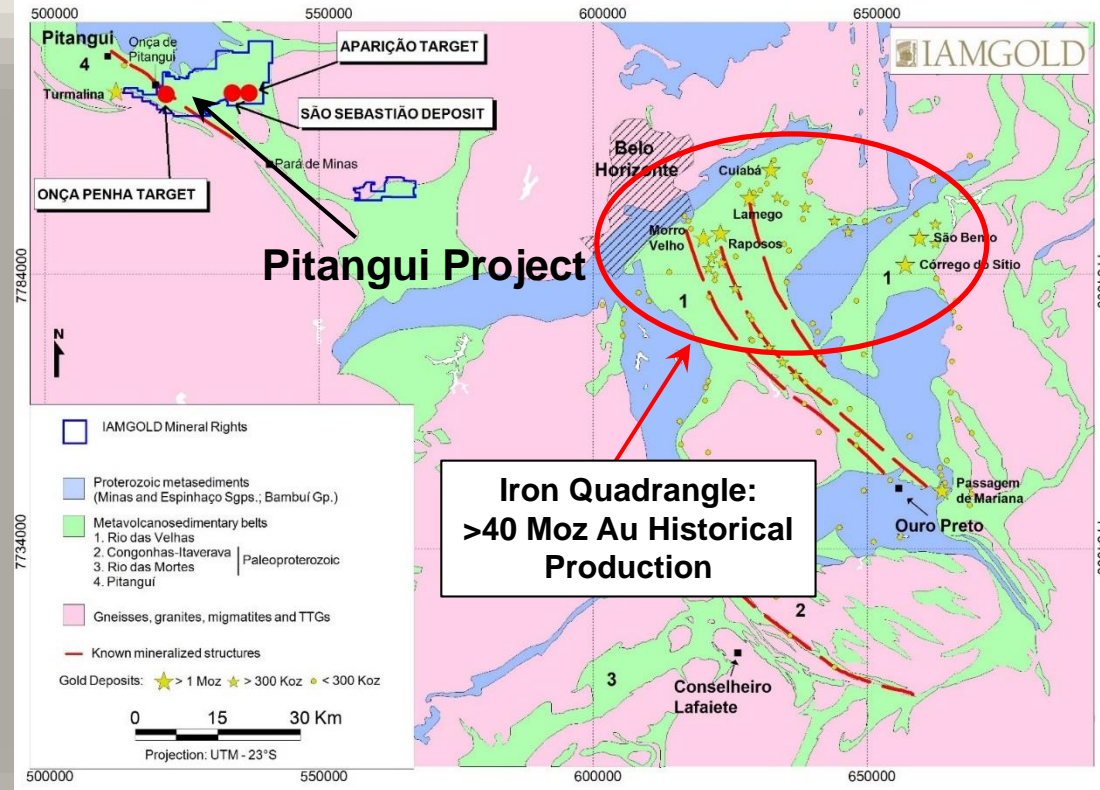 500000
550000
600000
650000
Pitangui
4
Onça de
Pitangui
Turmalina
APARIÇÃO TARGET
SÃO SEBASTIÃO DEPOSIT
Pará de Minas
ONÇA PENHA TARGET
IAMGOLD
Belo
Horizonte
Cuiabá
Lamego
Morro
Velho
Raposos
São Bento
Córrego do Sítio
1
1
Pitangui Project
7784000
N
IAMGOLD Mineral Rights
Proterozoic metasediments
(Minas and Espinhaço Sgps.; Bambuí Gp.)
Metavolcanosedimentary belts
1. Rio das Velhas
2. Congonhas-Itaverava
3. Rio das Mortes
4. Pitanguí
Paleoproterozoic
Gneisses, granites, migmatites and TTGs
Known mineralized structures
Gold Deposits: > 1 Moz > 300 Koz < 300 Koz
0 15 30 Km
Projection: UTM - 23°S
Iron Quadrangle:
>40 Moz Au Historical
Production
Passagem
de Mariana
Ouro Preto
7734000
2
3
Conselheiro
Lafaiete
500000
550000
600000
650000